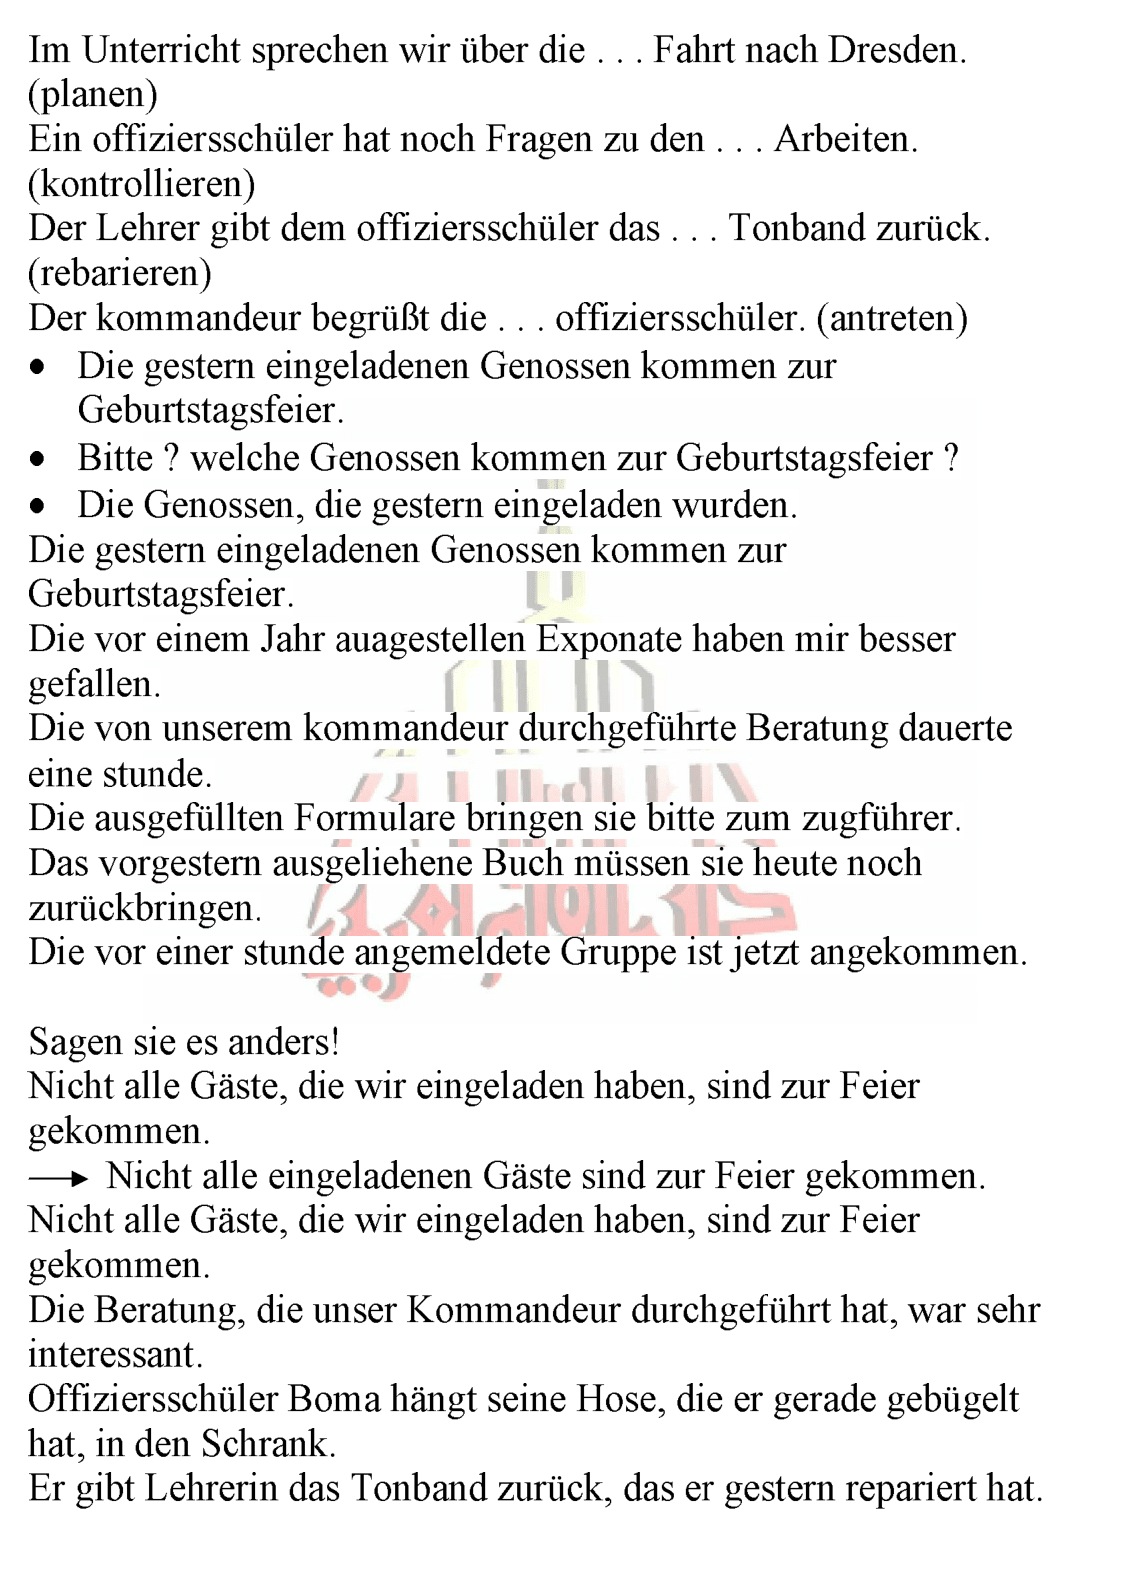 Im Unterricht sprechen wir über die . . . Fahrt nach Dresden.
(planen)
Ein offiziersschüler hat noch Fragen zu den . . . Arbeiten.
(kontrollieren)
Der Lehrer gibt dem offiziersschüler das . . . Tonband zurück.
(rebarieren)
Der kommandeur begrüßt die . . . offiziersschüler. (antreten)
• Die gestern eingeladenen Genossen kommen zur
Geburtstagsfeier.
• Bitte ? welche Genossen kommen zur Geburtstagsfeier ?
• Die Genossen, die gestern eingeladen wurden.
Die gestern eingeladenen Genossen kommen zur
Geburtstagsfeier.
Die vor einem Jahr auagestellen Exponate haben mir besser
gefallen.
Die von unserem kommandeur durchgeführte Beratung dauerte
eine stunde.
Die ausgefüllten Formulare bringen sie bitte zum zugführer.
Das vorgestern ausgeliehene Buch müssen sie heute noch
zurückbringen.
Die vor einer stunde angemeldete Gruppe ist jetzt angekommen.
Sagen sie es anders!
Nicht alle Gäste, die wir eingeladen haben, sind zur Feier
gekommen.
→ Nicht alle eingeladenen Gäste sind zur Feier gekommen.
Nicht alle Gäste, die wir eingeladen haben, sind zur Feier
gekommen.
Die Beratung, die unser Kommandeur durchgeführt hat, war sehr
interessant.
Offiziersschüler Boma hängt seine Hose, die er gerade gebügelt
hat, in den Schrank.
Er gibt Lehrerin das Tonband zurück, das er gestern repariert hat.